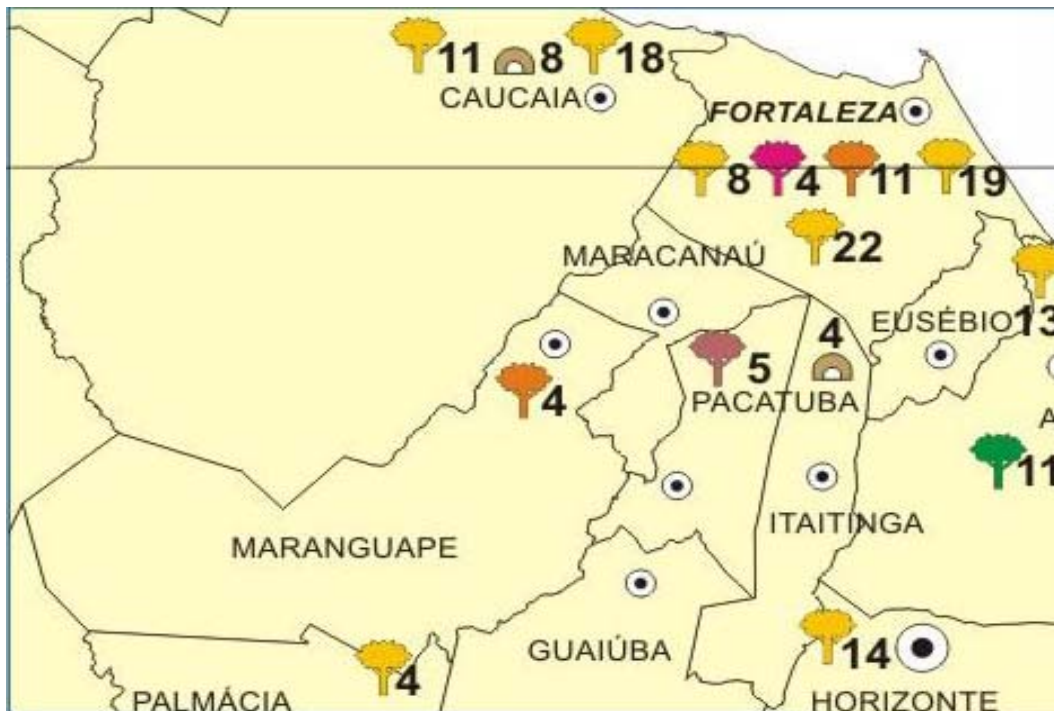 11 8 18
CAUCAIA
FORTALEZA
8 4 11 19
22
MARACANAÚ
EUSÉBIO 13
4
5
4
PACATUBA
A
11
ITAITINGA
MARANGUAPE
14
GUAIÚBA
4
PALMÁCIA
HORIZONTE